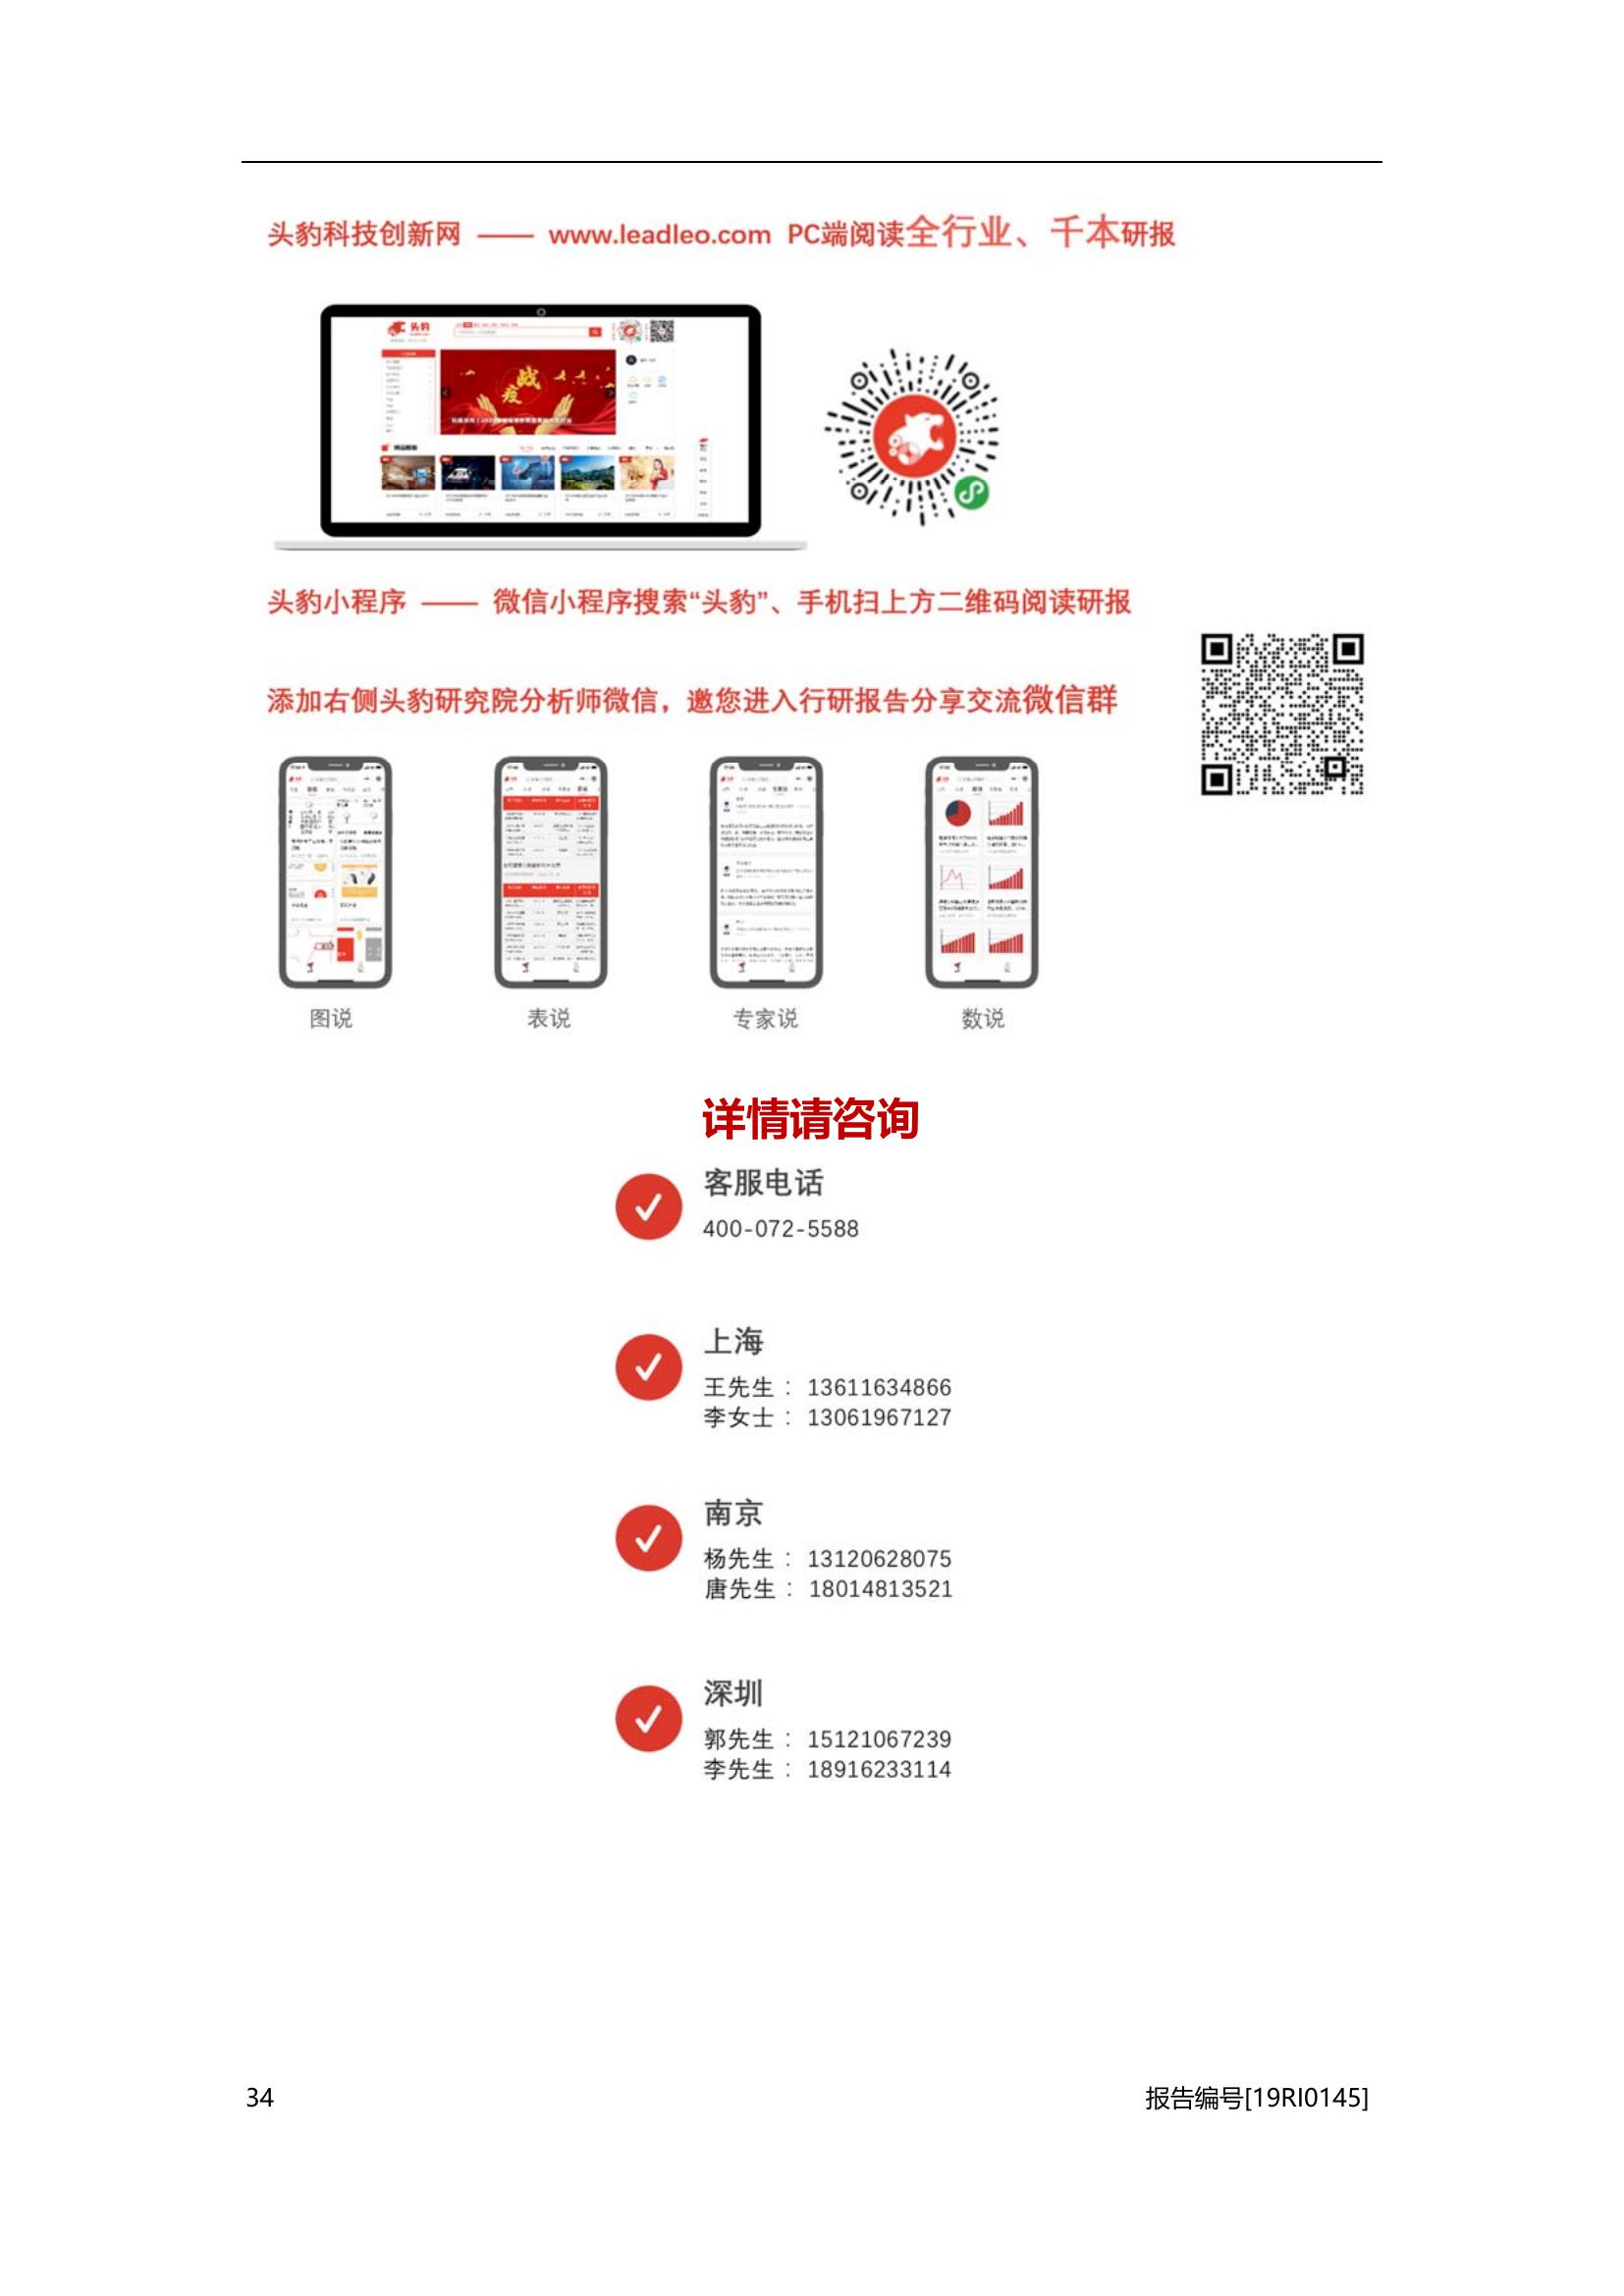 头豹科技创新网 —— www.leadleo.com PC端阅读全行业、千本研报
头豹
战
疫
头豹小程序 —— 微信小程序搜索“头豹”、手机扫上方二维码阅读研报
添加右侧头豹研究院分析师微信，邀您进入行研报告分享交流微信群
图说 表说 专家说 数说
详情请咨询
客服电话
400-072-5588
上海
王先生： 13611634866
李女士： 13061967127
南京
杨先生： 13120628075
唐先生： 18014813521
深圳
郭先生： 15121067239
李先生： 18916233114
34 报告编号[19RI0145]